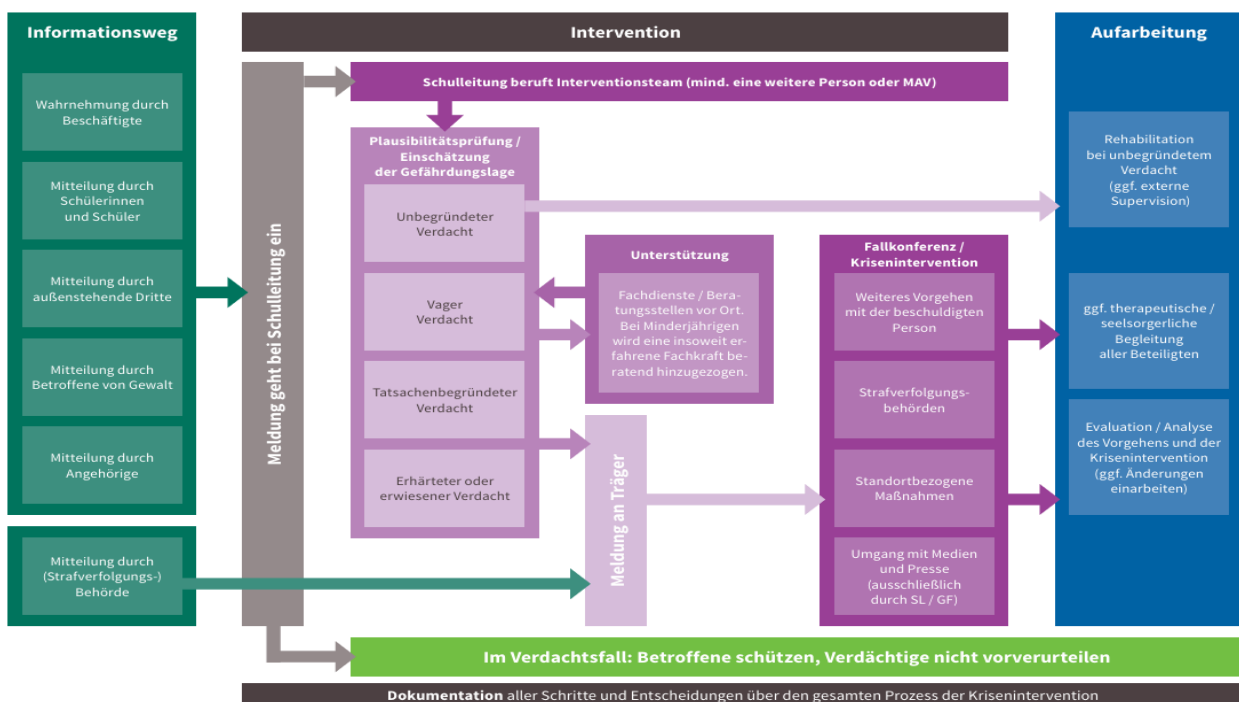 Informationsweg
Wahrnehmung durch
Beschäftigte
Mitteilung durch
Schülerinnen
und Schüler
Mitteilung durch
außenstehende Dritte
Mitteilung durch
Betroffene von Gewalt
Mitteilung durch
Angehörige
Mitteilung durch
(Strafverfolgungs-)
Behörde
Intervention
Meldung geht bei Schulleitung ein
Schulleitung beruft Interventionsteam (mind. eine weitere Person oder MAV)
Plausibilitätsprüfung /
Einschätzung
der Gefährdungslage
Unbegründeter
Verdacht
Vager
Verdacht
Tatsachenbegründeter
Verdacht
Erhärteter oder
erwiesener Verdacht
Unterstützung
Fachdienste / Bera-
tungsstellen vor Ort.
Bei Minderjährigen
wird eine insoweit er-
fahrene Fachkraft be-
ratend hinzugezogen.
Meldung an Träger
Fallkonferenz /
Krisenintervention
Weiteres Vorgehen
mit der beschuldigten
Person
Strafverfolgungs-
behörden
Standortbezogene
Maßnahmen
Umgang mit Medien
und Presse
(ausschließlich
durch SL / GF)
Aufarbeitung
Rehabilitation
bei unbegründetem
Verdacht
(ggf. externe
Supervision)
ggf. therapeutische /
seelsorgerliche
Begleitung
aller Beteiligten
Evaluation / Analyse
des Vorgehens und der
Krisenintervention
(ggf. Änderungen
einarbeiten)
Im Verdachtsfall: Betroffene schützen, Verdächtige nicht vorverurteilen
Dokumentation aller Schritte und Entscheidungen über den gesamten Prozess der Krisenintervention